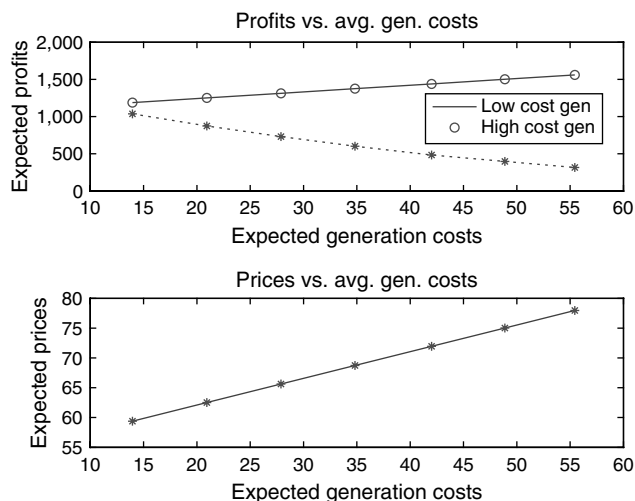 Profits vs. avg. gen. costs
Expected profits
2,000
1,500
1,000
500
0
Low cost gen
High cost gen
10 15 20 25 30 35 40 45 50 55 60
Expected generation costs
Prices vs. avg. gen. costs
Expected prices
80
75
70
65
60
55
10 15 20 25 30 35 40 45 50 55 60
Expected generation costs